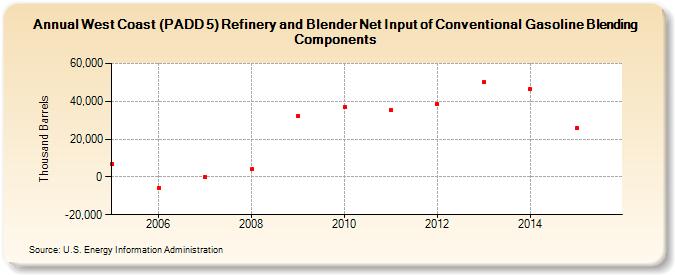 Annual West Coast (PADD 5) Refinery and Blender Net Input of Conventional Gasoline Blending
Components
Thousand Barrels
60,000
40,000
20,000
0
-20,000
2006
2008
2010
2012
2014
Source: U.S. Energy Information Administration